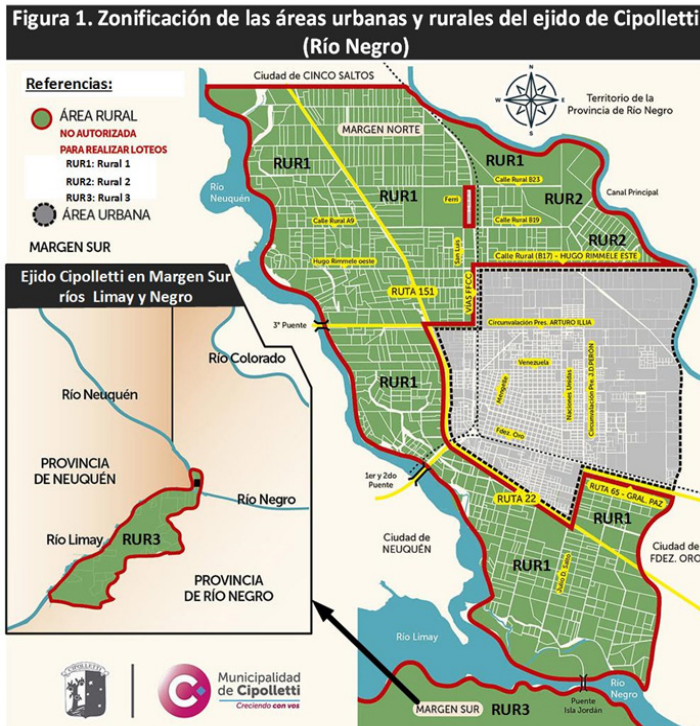 Figura 1. Zonificación de las áreas urbanas y rurales del ejido de Cipolletti
(Río Negro)
Referencias:
ÁREA RURAL
NO AUTORIZADA
PARA REALIZAR LOTEOS
RUR1: Rural 1
RUR2: Rural 2
RUR3: Rural 3
ÁREA URBANA
MARGEN SUR
Ciudad de CINCO SALTOS
N
W
E
S
Territorio de la
Provincia de Río Negro
MARGEN NORTE
RUR1
RUR1
Calle Rural B23
Río
Neuquén
RUR1
Ferri
RUR2
Canal Principal
Calle Rural A9
Calle Rural B19
RUR2
Hugo Rimmele oeste
San Luis
Calle Rural (B17) - HUGO RIMMELE ESTE
RUTA 151
VÍAS FFCC
3° Puente
Circunvalación Pres. ARTURO ILLIA
Venezuela
RUR1
Naciones Unidas
Circunvalación Pte. J.D.PERÓN
Fdez. Oro
1er y 2do
Puente
RUTA 22
RUTA 65 - GRAL. PAZ
RUR1
Ciudad de
NEUQUÉN
Ciudad de
FDEZ. ORO
RUR1
Julio D. Salto
Río Limay
Río
Negro
Puente
Isla Jordán
MARGEN SUR
RUR3
Ejido Cipolletti en Margen Sur
ríos Limay y Negro
Río Colorado
Río Neuquén
PROVINCIA
DE NEUQUÉN
Río Negro
Río Limay
RUR3
PROVINCIA
DE RÍO NEGRO
CIPOLLETTI
Municipalidad
de Cipolletti
Creciendo con vos